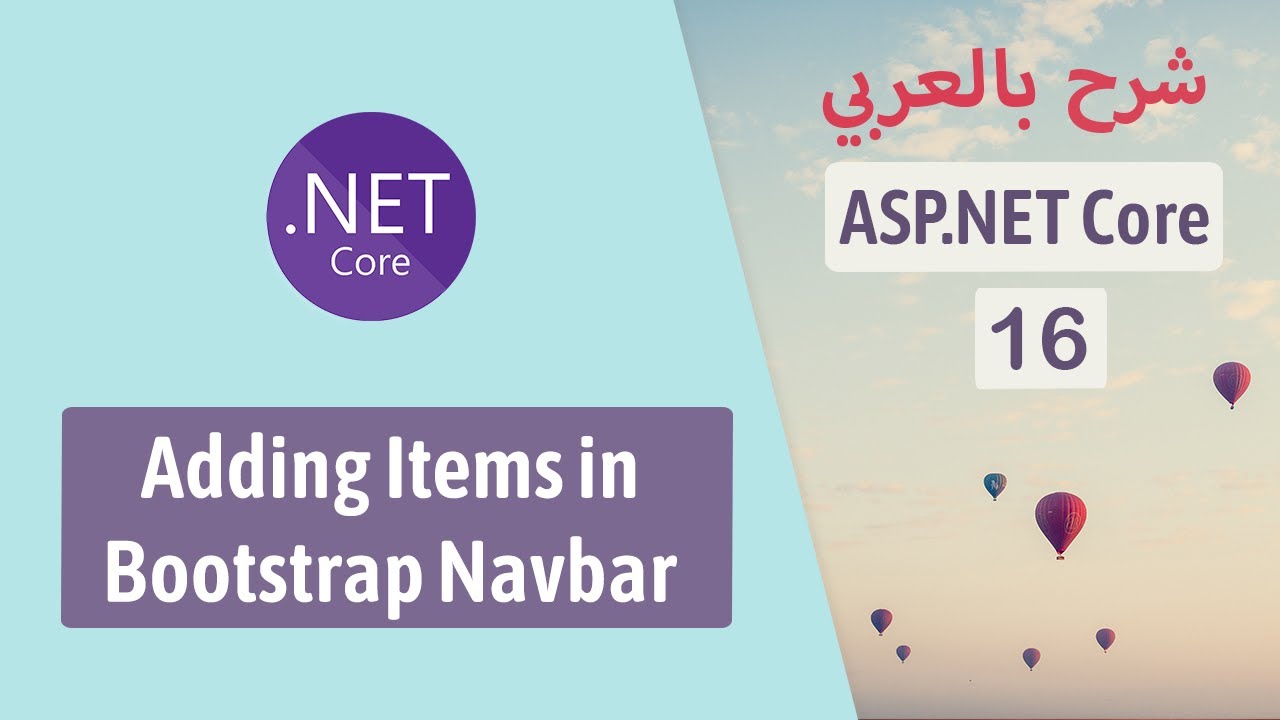 شرح بالعربي
ASP.NET Core
16
.NET
Core
Adding Items in
Bootstrap Navbar